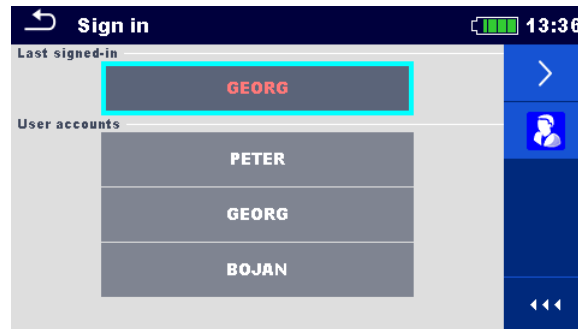 Sign in 13:36
Last signed-in
GEORG
User accounts
PETER
GEORG
BOJAN